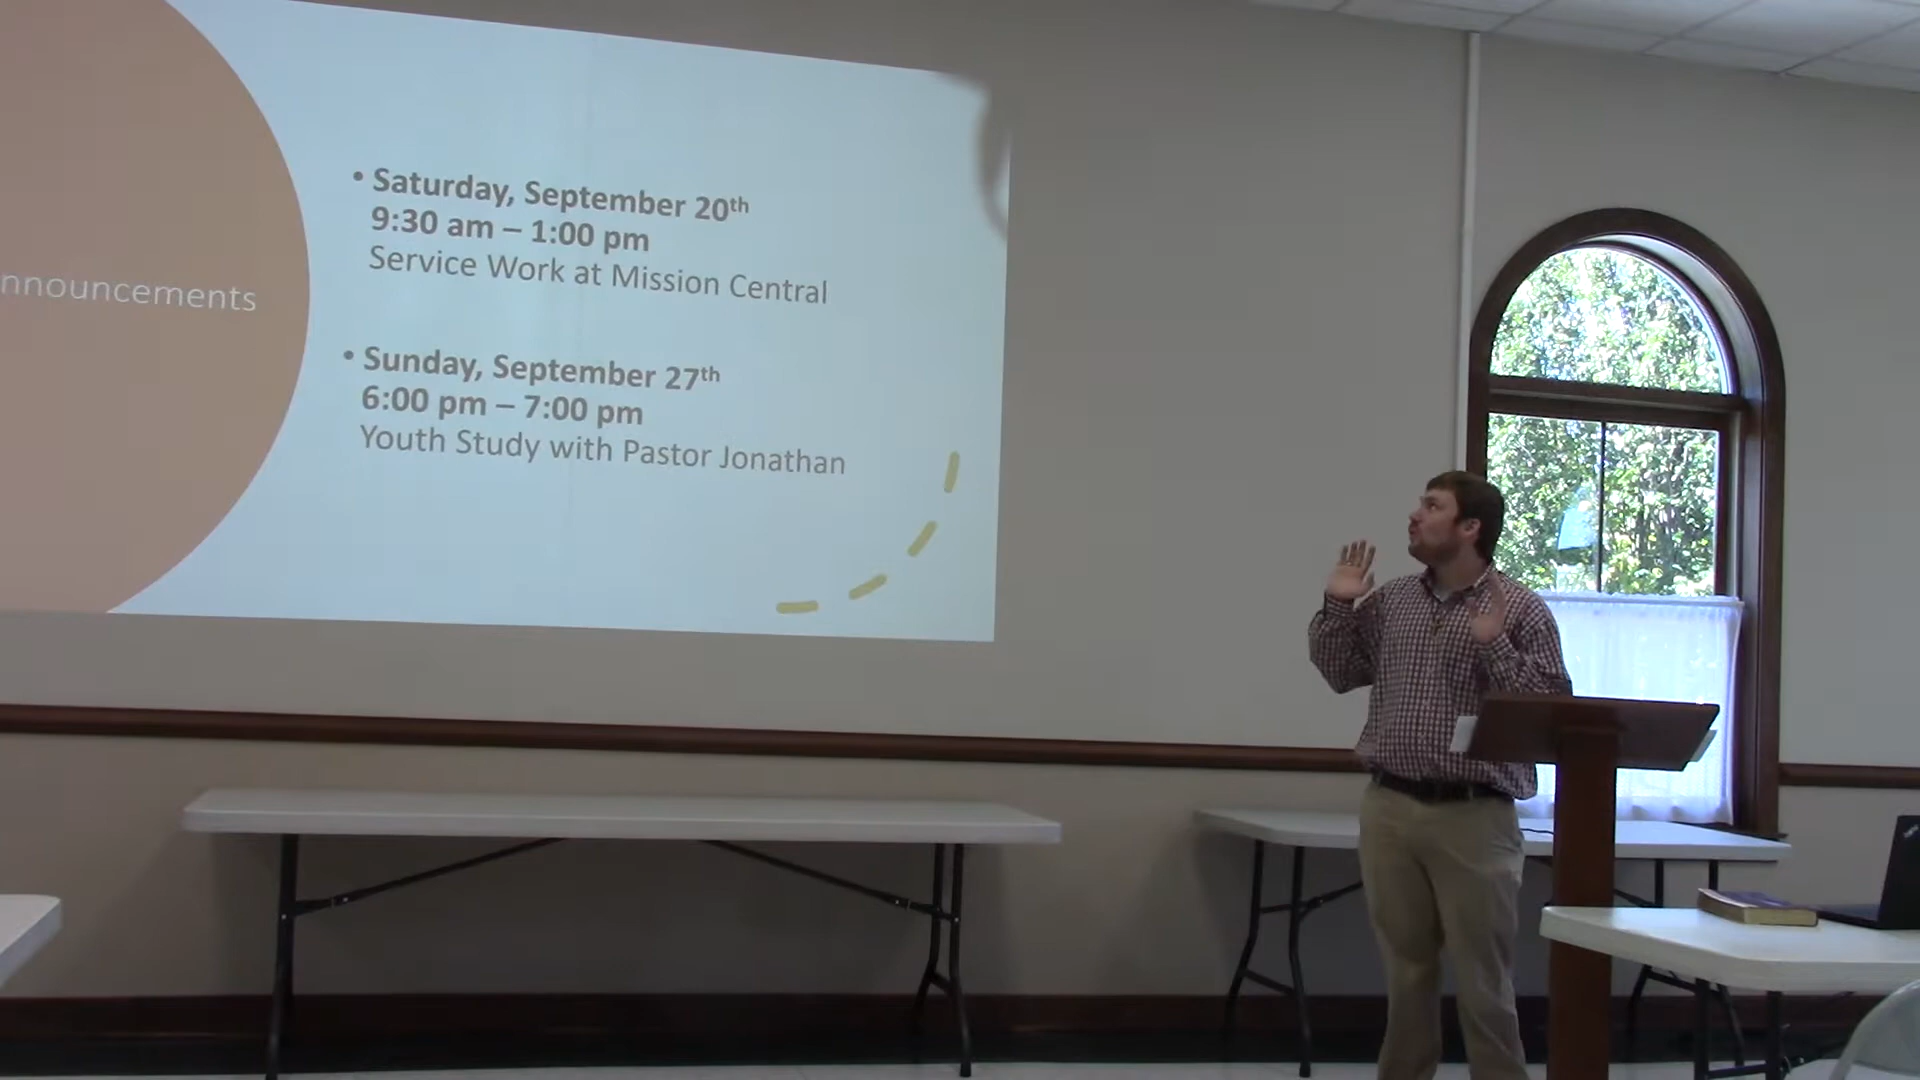 nnouncements
• Saturday, September 20th
9:30 am – 1:00 pm
Service Work at Mission Central
• Sunday, September 27th
6:00 pm – 7:00 pm
Youth Study with Pastor Jonathan